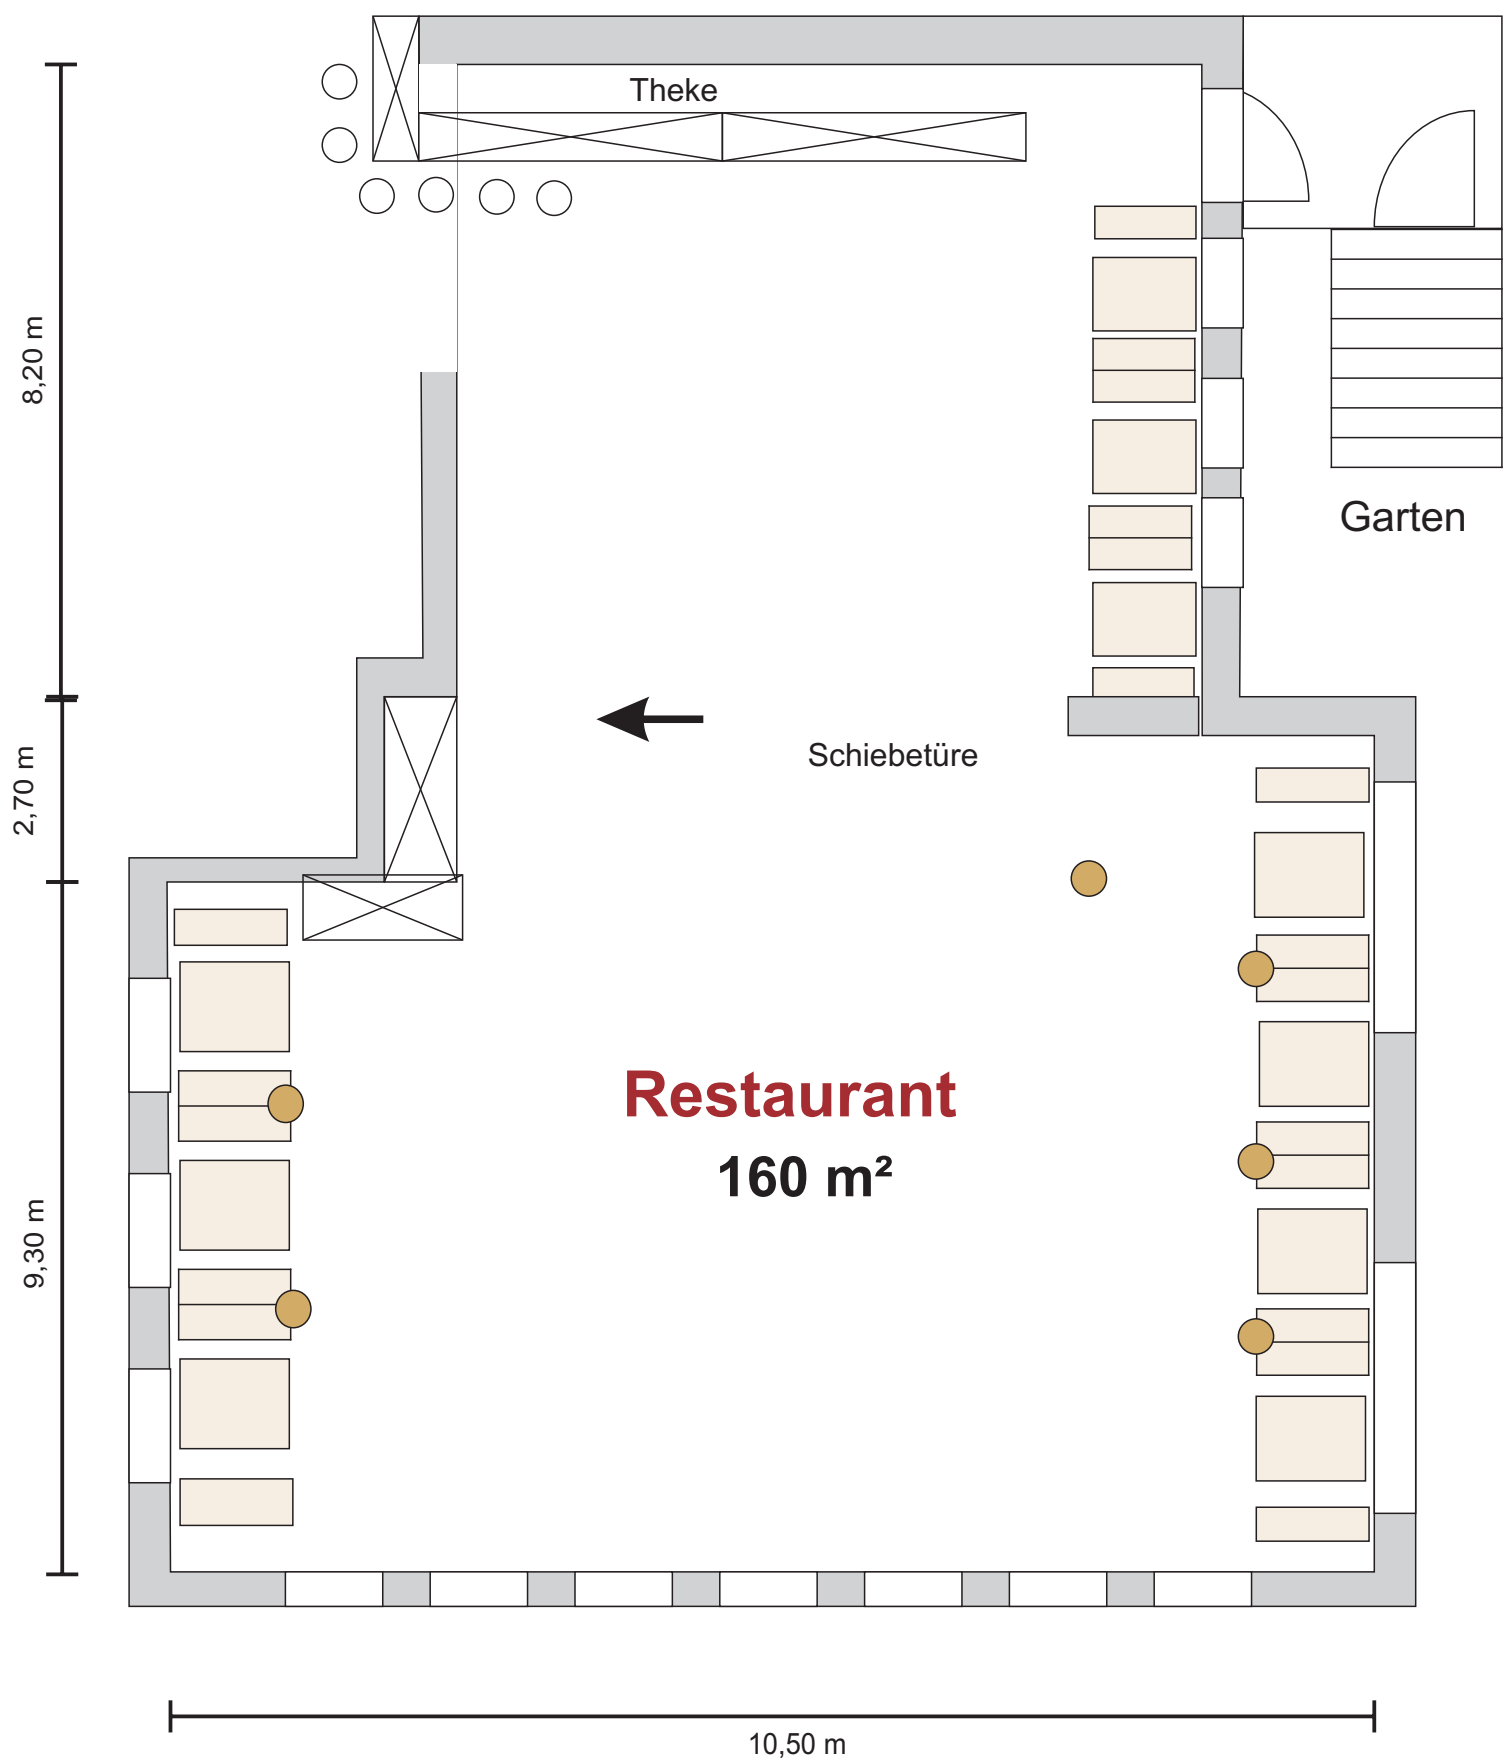 Theke
8,20 m
Garten
Schiebetüre
2,70 m
Restaurant
160 m²
9,30 m
10,50 m